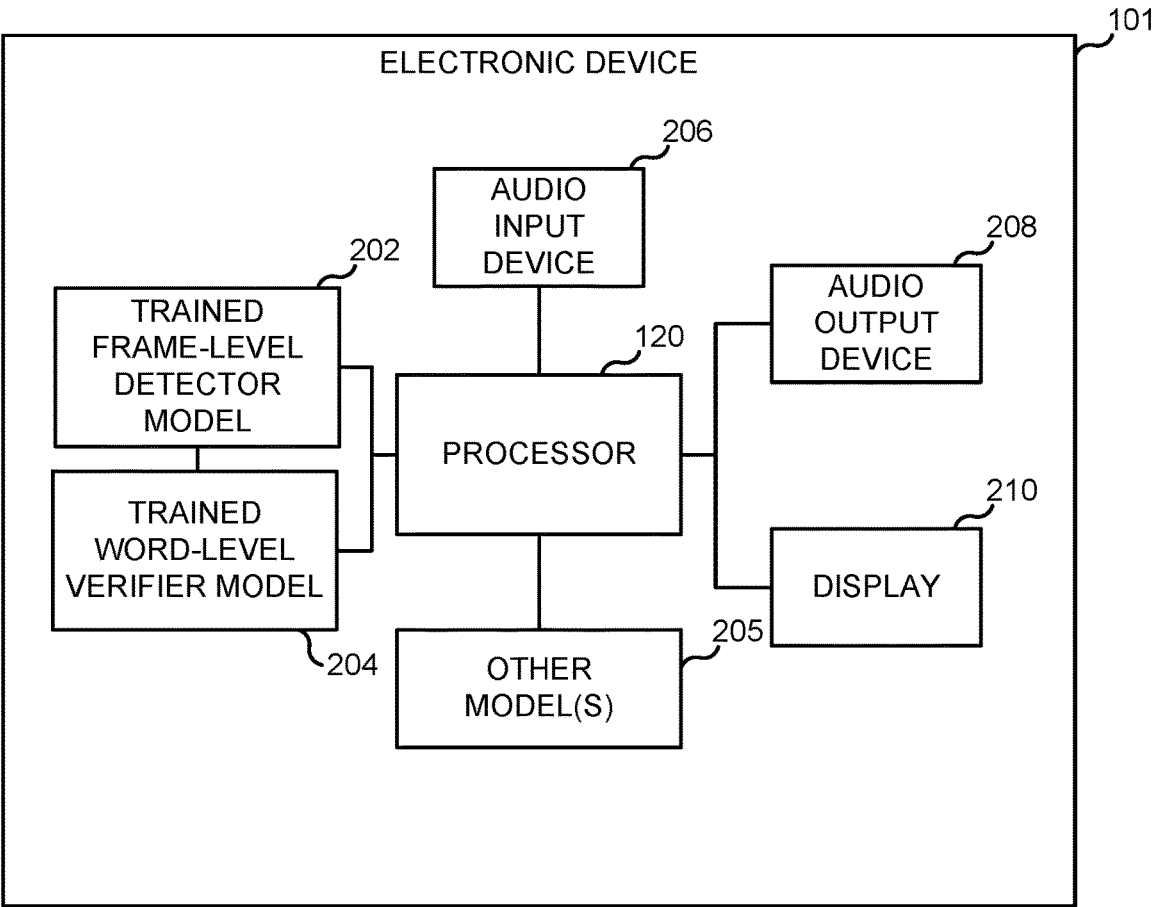 101
ELECTRONIC DEVICE
206
AUDIO
INPUT
DEVICE
202
TRAINED
FRAME-LEVEL
DETECTOR
MODEL
208
AUDIO
OUTPUT
DEVICE
120
PROCESSOR
TRAINED
WORD-LEVEL
VERIFIER MODEL
204
210
DISPLAY
205
OTHER
MODEL(S)